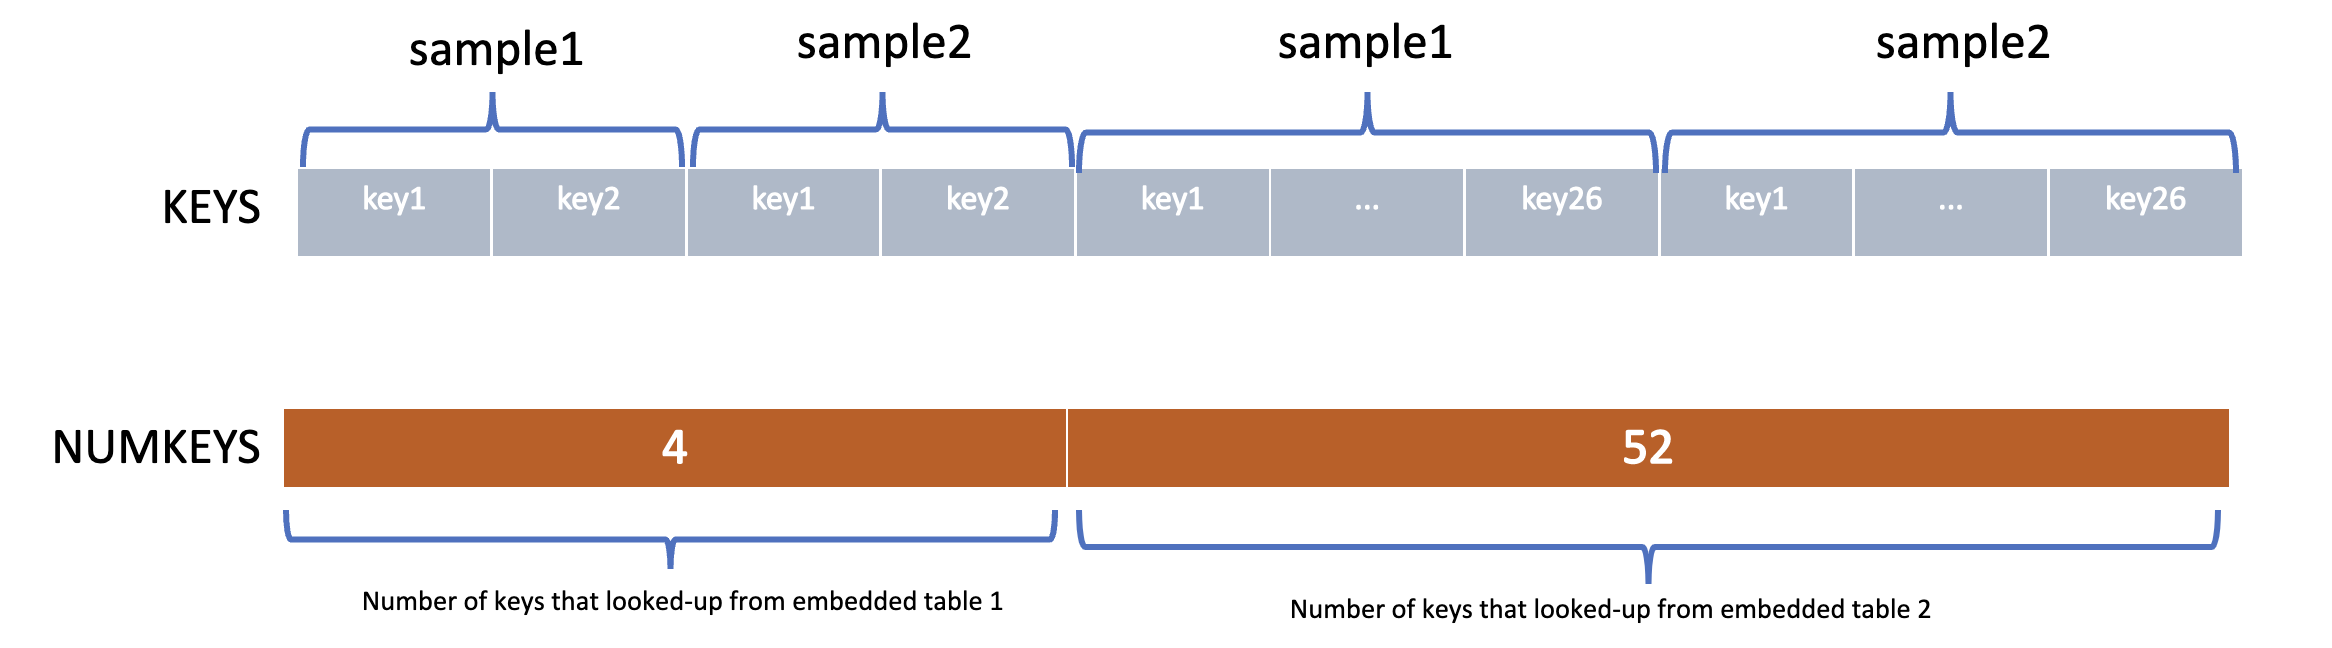 sample1 sample2 sample1 sample2
KEYS key1 key2 key1 key2 key1 ... key26 key1 ... key26
NUMKEYS 4 52
Number of keys that looked-up from embedded table 1
Number of keys that looked-up from embedded table 2